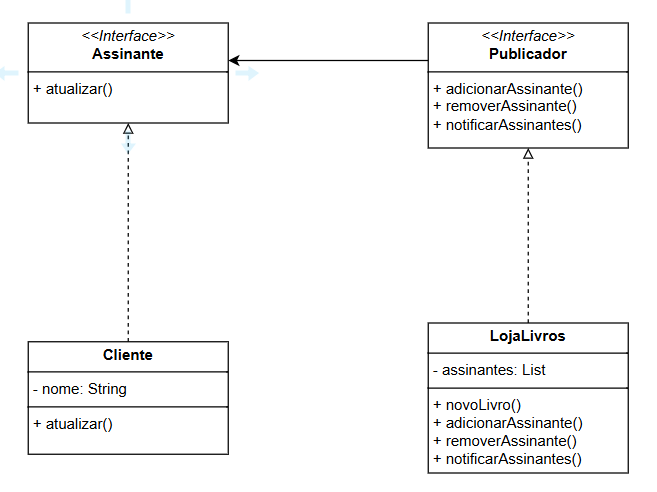 <<Interface>>
Assinante
+ atualizar()
<<Interface>>
Publicador
+ adicionarAssinante()
+ removerAssinante()
+ notificarAssinantes()
Cliente
- nome: String
+ atualizar()
LojaLivros
- assinantes: List
+ novoLivro()
+ adicionarAssinante()
+ removerAssinante()
+ notificarAssinantes()